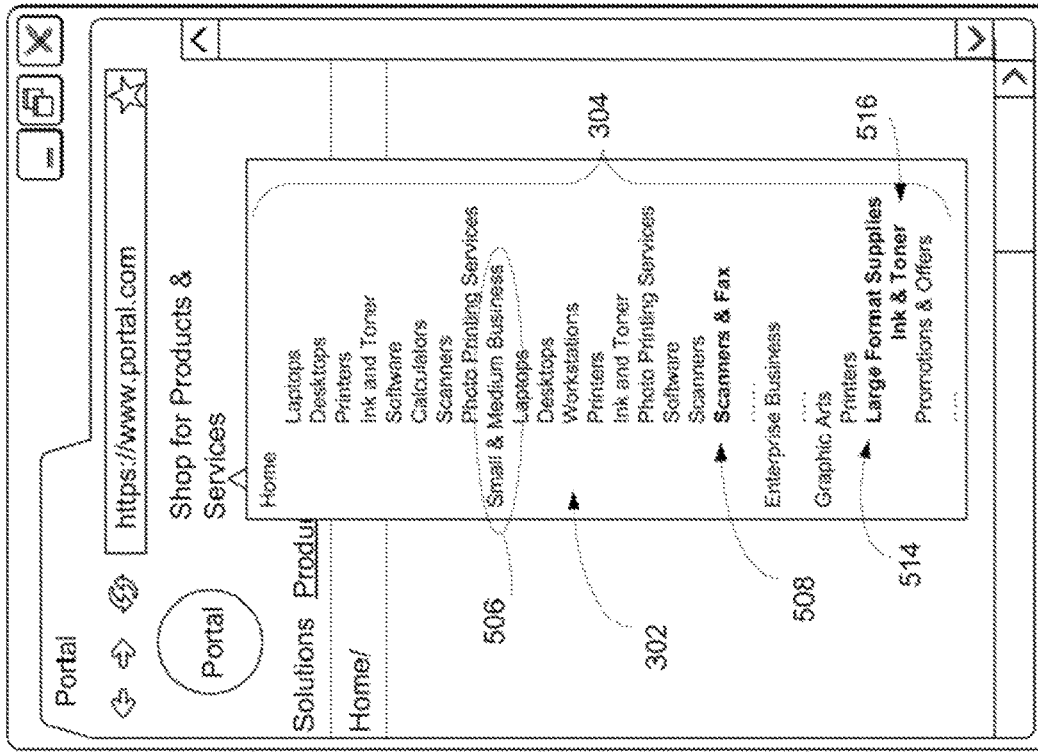 Portal
https://www.portal.com
Portal
Shop for Products &
Services
Solutions Produ
Home/
Home
Laptops
Desktops
Printers
Ink and Toner
Software
Calculators
Scanners
Photo Printing Services
Small & Medium Business
Laptops
Desktops
Workstations
Printers
Ink and Toner
Photo Printing Services
Software
Scanners
Scanners & Fax
.....
Enterprise Business
.....
Graphic Arts
Printers
Large Format Supplies
Ink & Toner
Promotions & Offers
.....
304
516
506
302
508
514